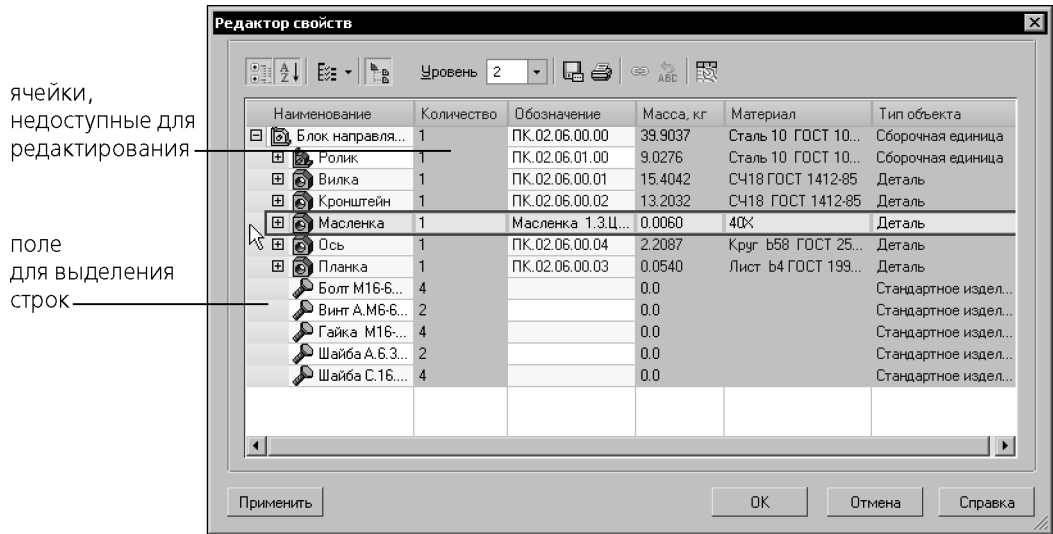 Редактор свойств
Уровень 2
ABC
ячейки,
недоступные для
редактирования
поле
для выделения
строк
Наименование Количество Обозначение Масса, кг Материал Тип объекта
Блок направля... 1 ПК.02.06.00.00 39.9037 Сталь 10 ГОСТ 10... Сборочная единица
Ролик 1 ПК.02.06.01.00 9.0276 Сталь 10 ГОСТ 10... Сборочная единица
Вилка 1 ПК.02.06.00.01 15.4042 СЧ18 ГОСТ 1412-85 Деталь
Кронштейн 1 ПК.02.06.00.02 13.2032 СЧ18 ГОСТ 1412-85 Деталь
Масленка 1 Масленка 1.3.Ц... 0.0060 40Х Деталь
Ось 1 ПК.02.06.00.04 2.2087 Круг b58 ГОСТ 25... Деталь
Планка 1 ПК.02.06.00.03 0.0540 Лист b4 ГОСТ 199... Деталь
Болт М16-6... 4 0.0 Стандартное издел...
Винт А.М6-6... 2 0.0 Стандартное издел...
Гайка М16-... 4 0.0 Стандартное издел...
Шайба А.6.3... 2 0.0 Стандартное издел...
Шайба С.16.... 4 0.0 Стандартное издел...
Применить ОК Отмена Справка